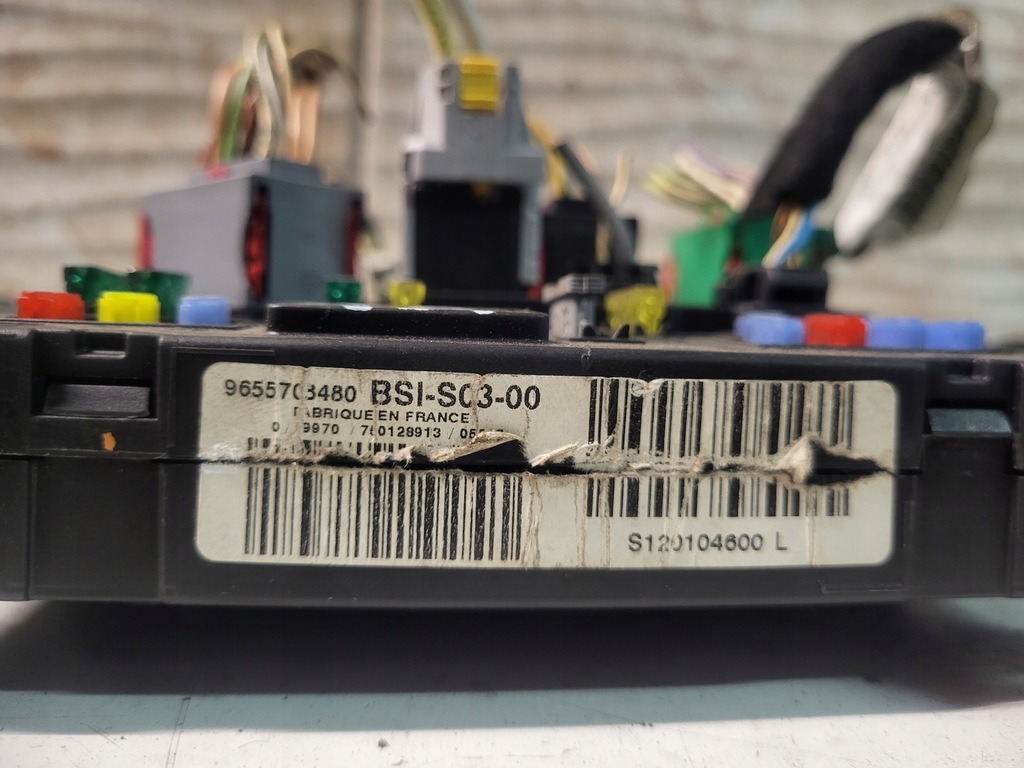 9655708480 BSI-S03-00
FABRIQUE EN FRANCE
S120104600 L